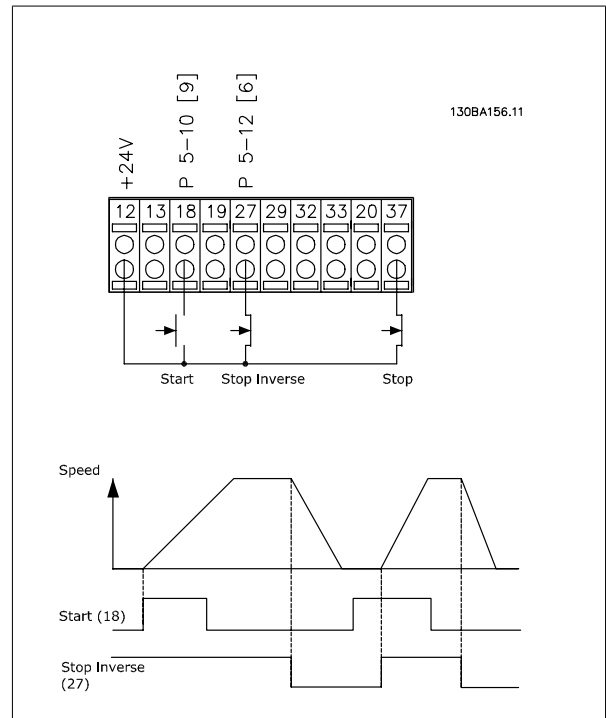 +24V
P 5-10 [9]
P 5-12 [6]
130BA156.11
12 13 18 19 27 29 32 33 20 37
Start Stop Inverse Stop
Speed
Start (18)
Stop Inverse
(27)